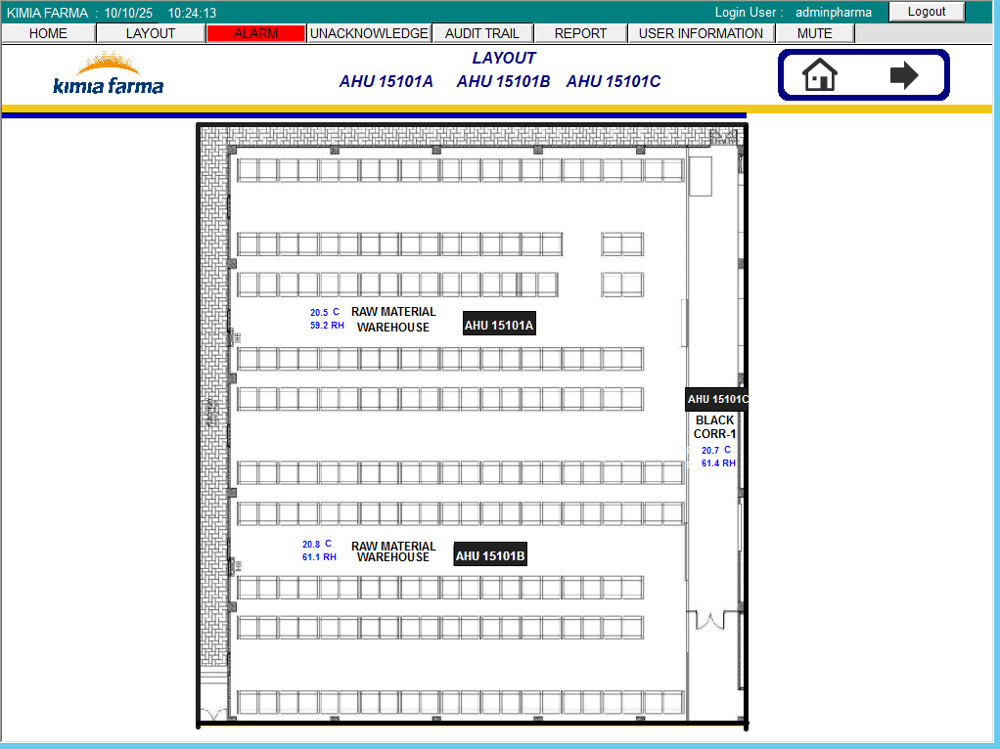 KIMIA FARMA : 10/10/25 10:24:13 Login User : adminpharma Logout
HOME LAYOUT ALARM UNACKNOWLEDGE AUDIT TRAIL REPORT USER INFORMATION MUTE
kimia farma
LAYOUT
AHU 15101A AHU 15101B AHU 15101C
20.5 C
59.2 RH
RAW MATERIAL
WAREHOUSE
AHU 15101A
AHU 15101C
BLACK
CORR-1
20.7 C
61.4 RH
20.8 C
61.1 RH
RAW MATERIAL
WAREHOUSE
AHU 15101B